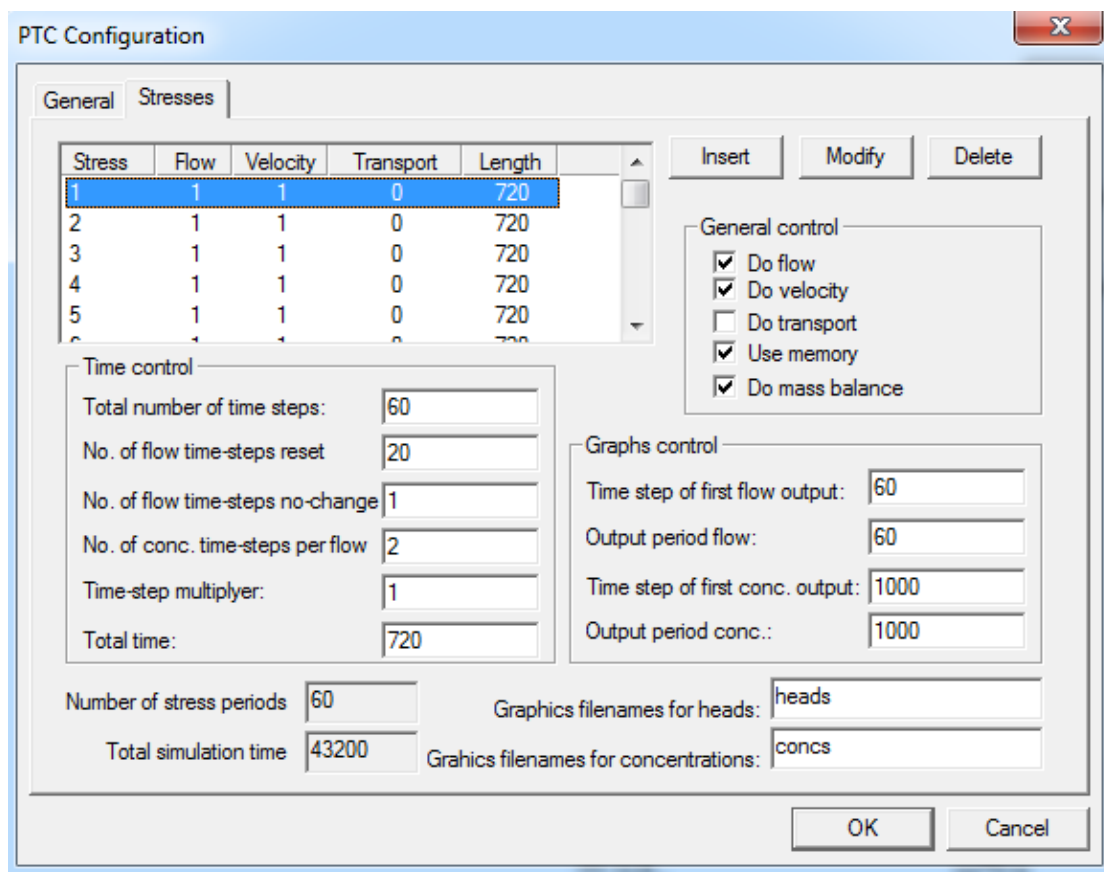 PTC Configuration
General Stresses
Stress Flow Velocity Transport Length
1 1 1 0 720
2 1 1 0 720
3 1 1 0 720
4 1 1 0 720
5 1 1 0 720
6 1 1 0 720
Insert Modify Delete
General control
Do flow
Do velocity
Do transport
Use memory
Do mass balance
Time control
Total number of time steps: 60
No. of flow time-steps reset 20
No. of flow time-steps no-change 1
No. of conc. time-steps per flow 2
Time-step multiplyer: 1
Total time: 720
Graphs control
Time step of first flow output: 60
Output period flow: 60
Time step of first conc. output: 1000
Output period conc.: 1000
Number of stress periods 60
Total simulation time 43200
Graphics filenames for heads: heads
Grahics filenames for concentrations: concs
OK Cancel